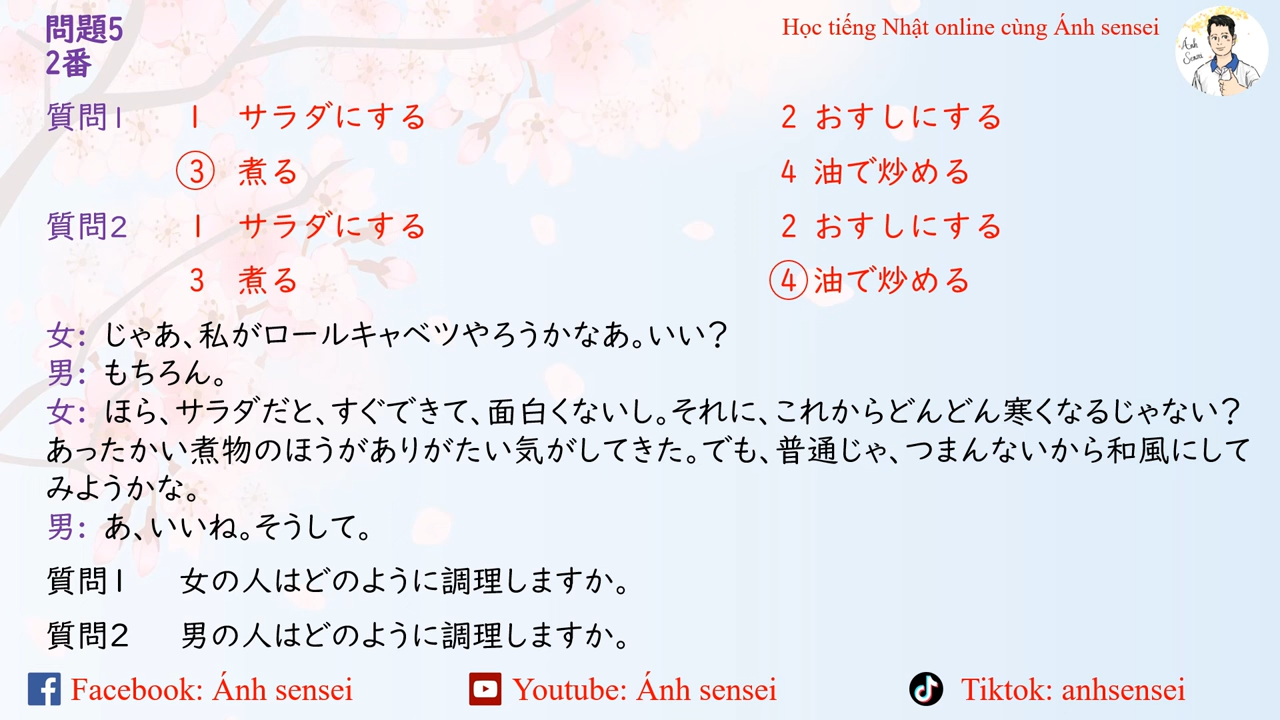 問題5
2番
Học tiếng Nhật online cùng Ánh sensei
Ánh
Sensei
質問1 1 サラダにする 2 おすしにする
③ 煮る 4 油で炒める
質問2 1 サラダにする 2 おすしにする
3 煮る ④ 油で炒める
女: じゃあ、私がロールキャベツやろうかなあ。いい?
男: もちろん。
女: ほら、サラダだと、すぐできて、面白くないし。それに、これからどんどん寒くなるじゃない?
あったかい煮物のほうがありがたい気がしてきた。でも、普通じゃ、つまんないから和風にして
みようかな。
男: あ、いいね。そうして。
質問1 女の人はどのように調理しますか。
質問2 男の人はどのように調理しますか。
Facebook: Ánh sensei Youtube: Ánh sensei Tiktok: anhsensei